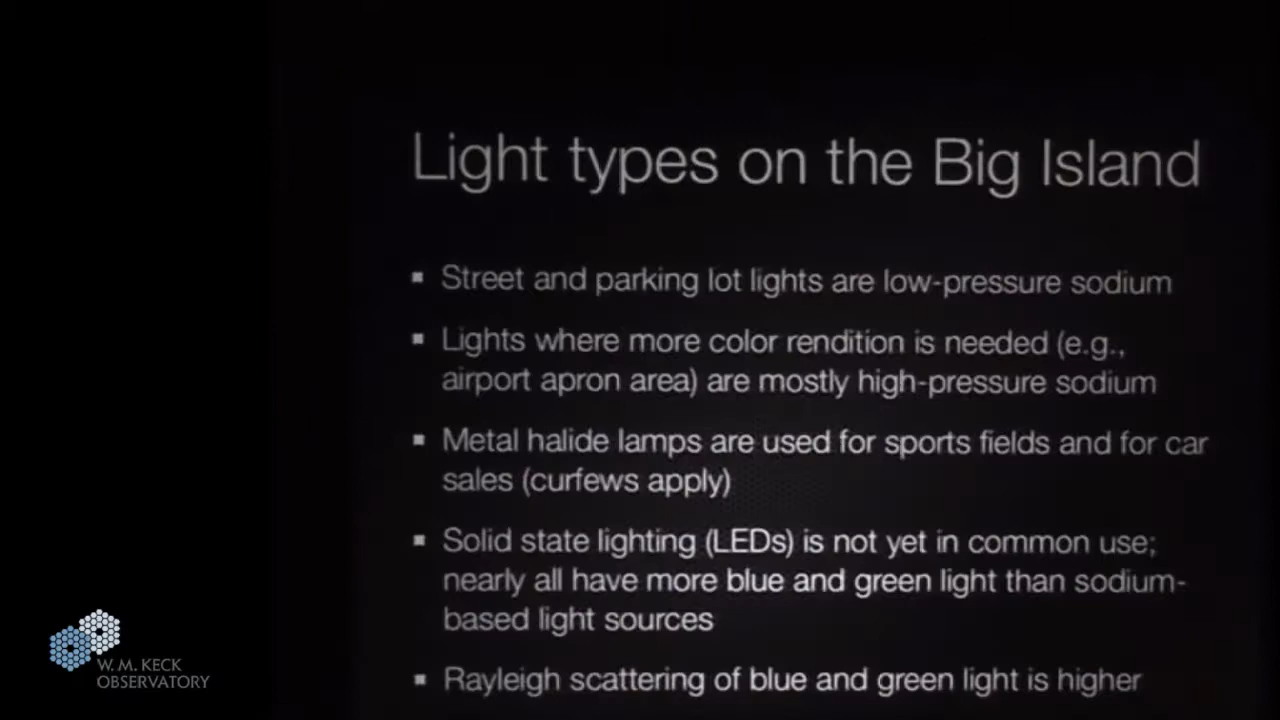 Light types on the Big Island
▪ Street and parking lot lights are low-pressure sodium
▪ Lights where more color rendition is needed (e.g.,
airport apron area) are mostly high-pressure sodium
▪ Metal halide lamps are used for sports fields and for car
sales (curfews apply)
▪ Solid state lighting (LEDs) is not yet in common use;
nearly all have more blue and green light than sodium-
based light sources
▪ Rayleigh scattering of blue and green light is higher
W. M. KECK
OBSERVATORY